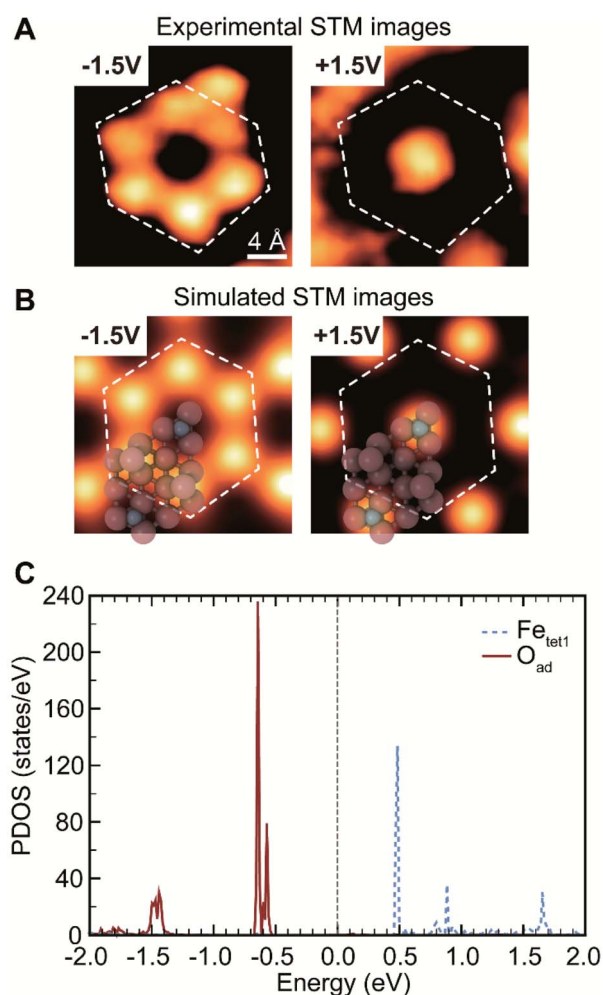 A Experimental STM images
-1.5V +1.5V
4 Å
B Simulated STM images
-1.5V +1.5V
C
240
200
160
120
80
40
0
PDOS (states/eV)
Fe_tet1
O_ad
-2.0 -1.5 -1.0 -0.5 0.0 0.5 1.0 1.5 2.0
Energy (eV)